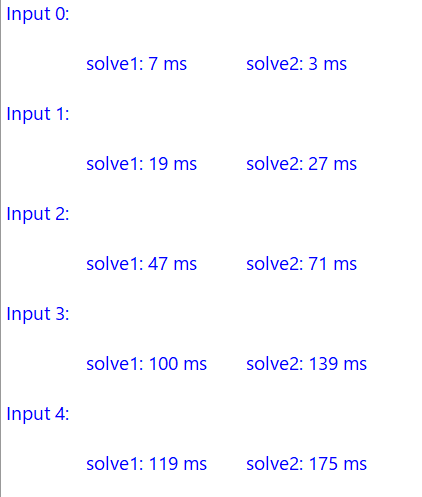 Input 0:
solve1: 7 ms solve2: 3 ms
Input 1:
solve1: 19 ms solve2: 27 ms
Input 2:
solve1: 47 ms solve2: 71 ms
Input 3:
solve1: 100 ms solve2: 139 ms
Input 4:
solve1: 119 ms solve2: 175 ms